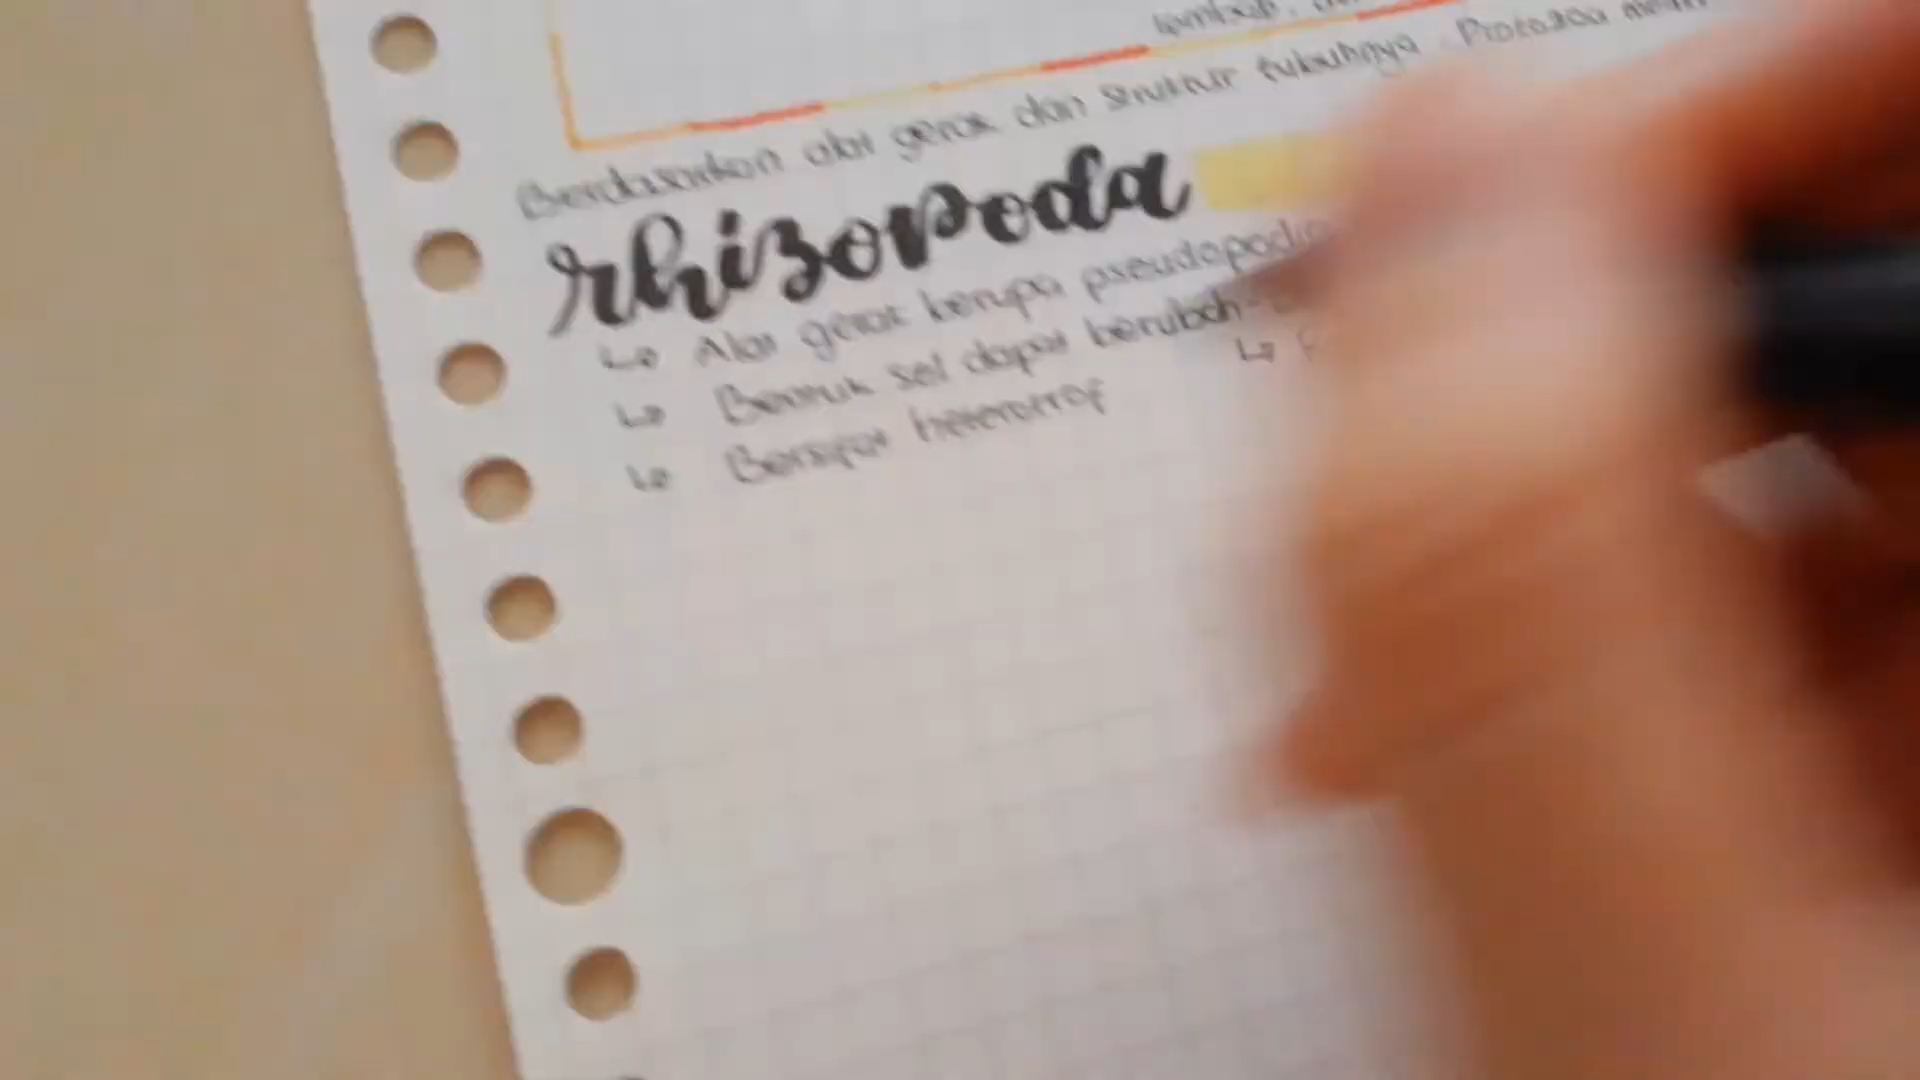 Berdasarkan alat gerak dan struktur tubuhnya, Protozoa
rhizopoda
↳ Alat gerak berupa pseudopodia
↳ Bentuk sel dapat berubah-
↳
↳ Bersifat heterotrof